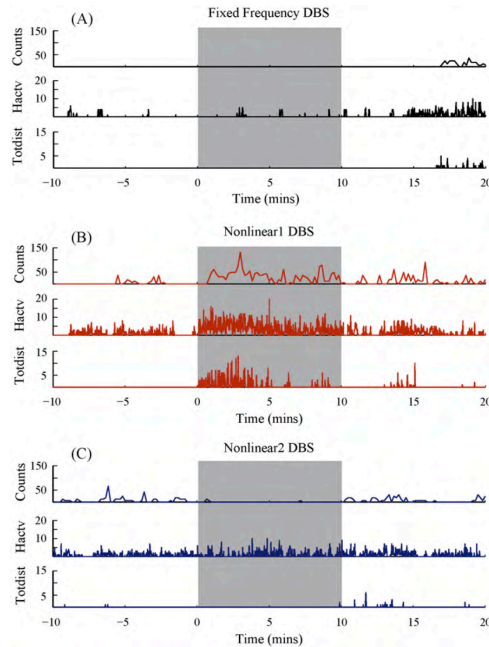 (A)
Fixed Frequency DBS
Counts
150
50
Hactv
20
10
0
Totdist
15
5
−10 −5 0 5 10 15 20
Time (mins)
(B)
Nonlinear1 DBS
Counts
150
50
Hactv
20
10
0
Totdist
15
5
−10 −5 0 5 10 15 20
Time (mins)
(C)
Nonlinear2 DBS
Counts
150
50
Hactv
20
10
0
Totdist
15
5
−10 −5 0 5 10 15 20
Time (mins)